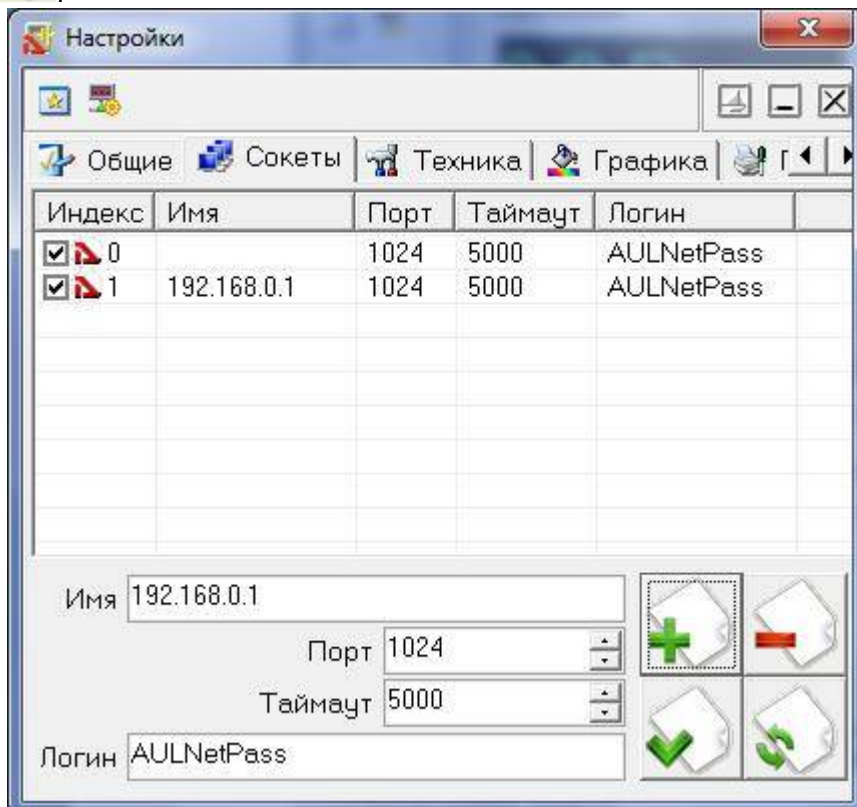 Настройки
Общие Сокеты Техника Графика
Индекс Имя Порт Таймаут Логин
0 1024 5000 AULNetPass
1 192.168.0.1 1024 5000 AULNetPass
Имя 192.168.0.1
Порт 1024
Таймаут 5000
Логин AULNetPass